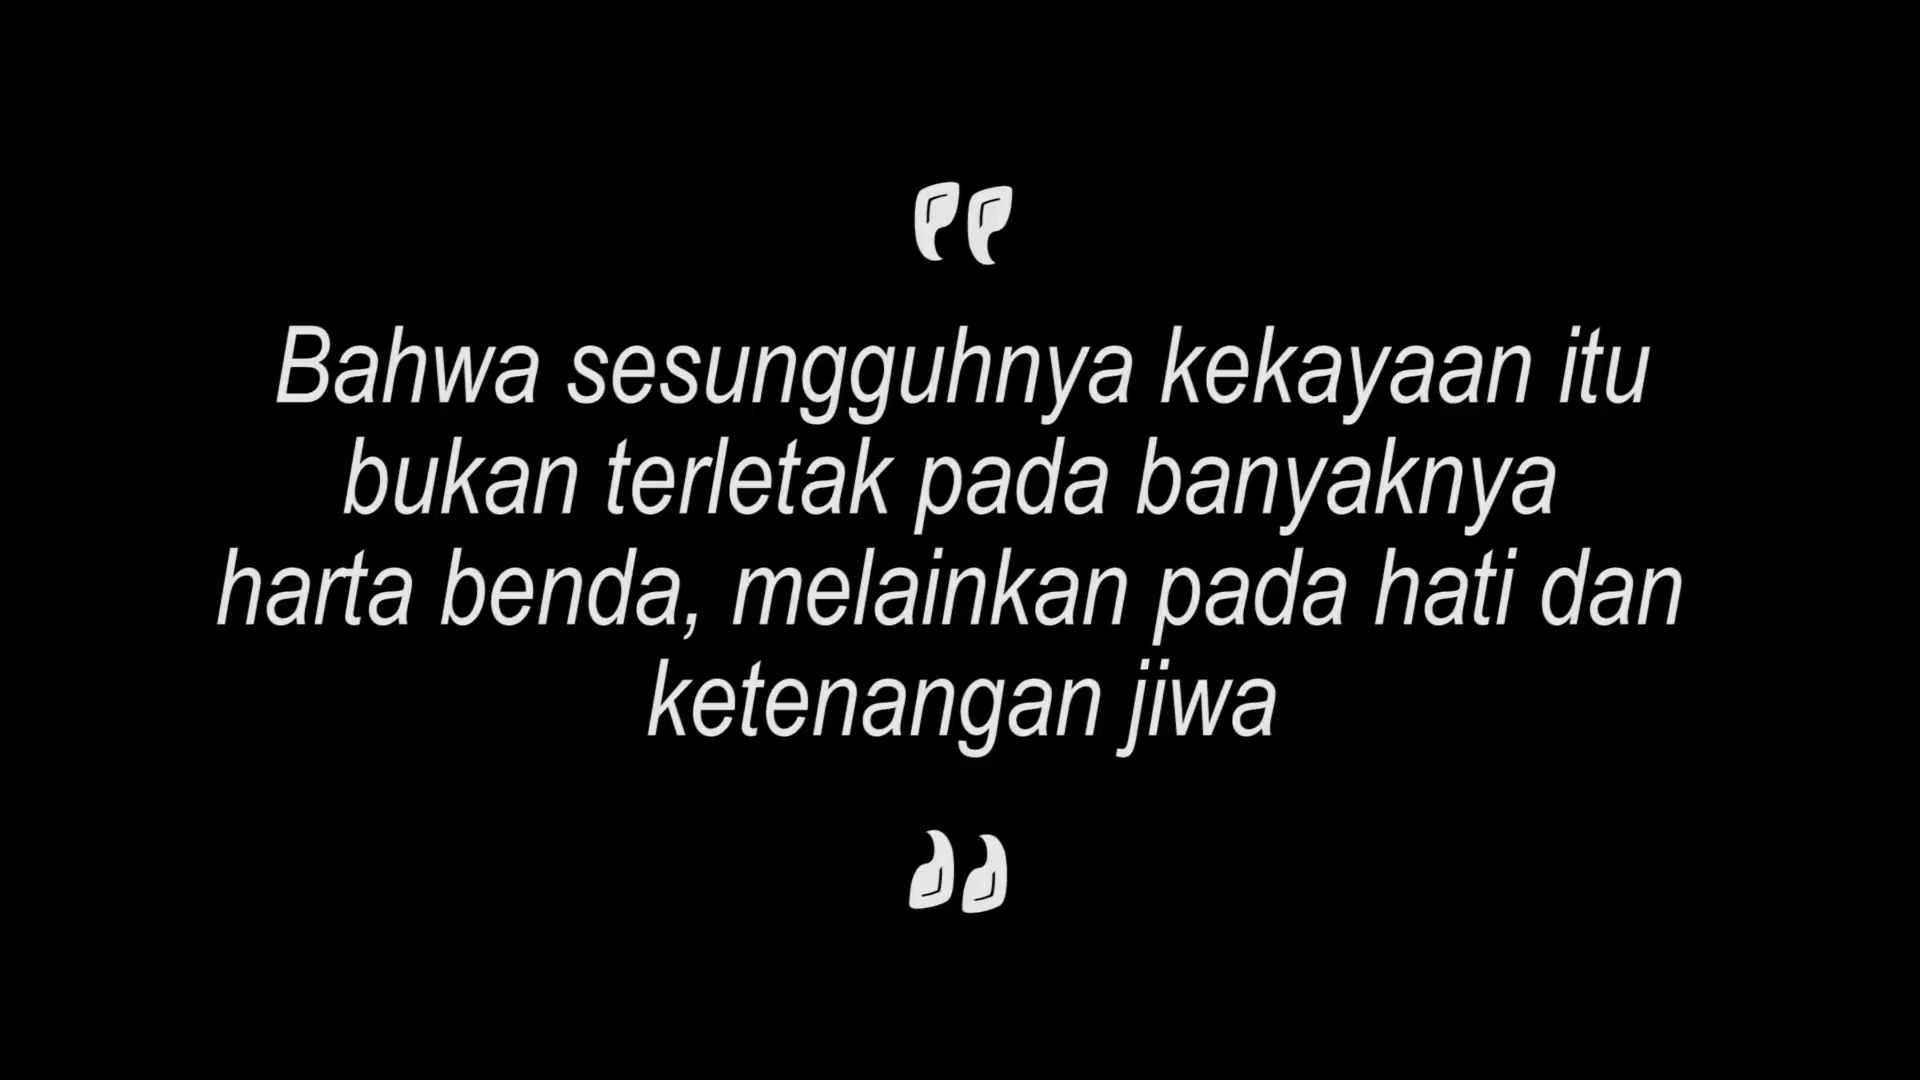 Bahwa sesungguhnya kekayaan itu
bukan terletak pada banyaknya
harta benda, melainkan pada hati dan
ketenangan jiwa